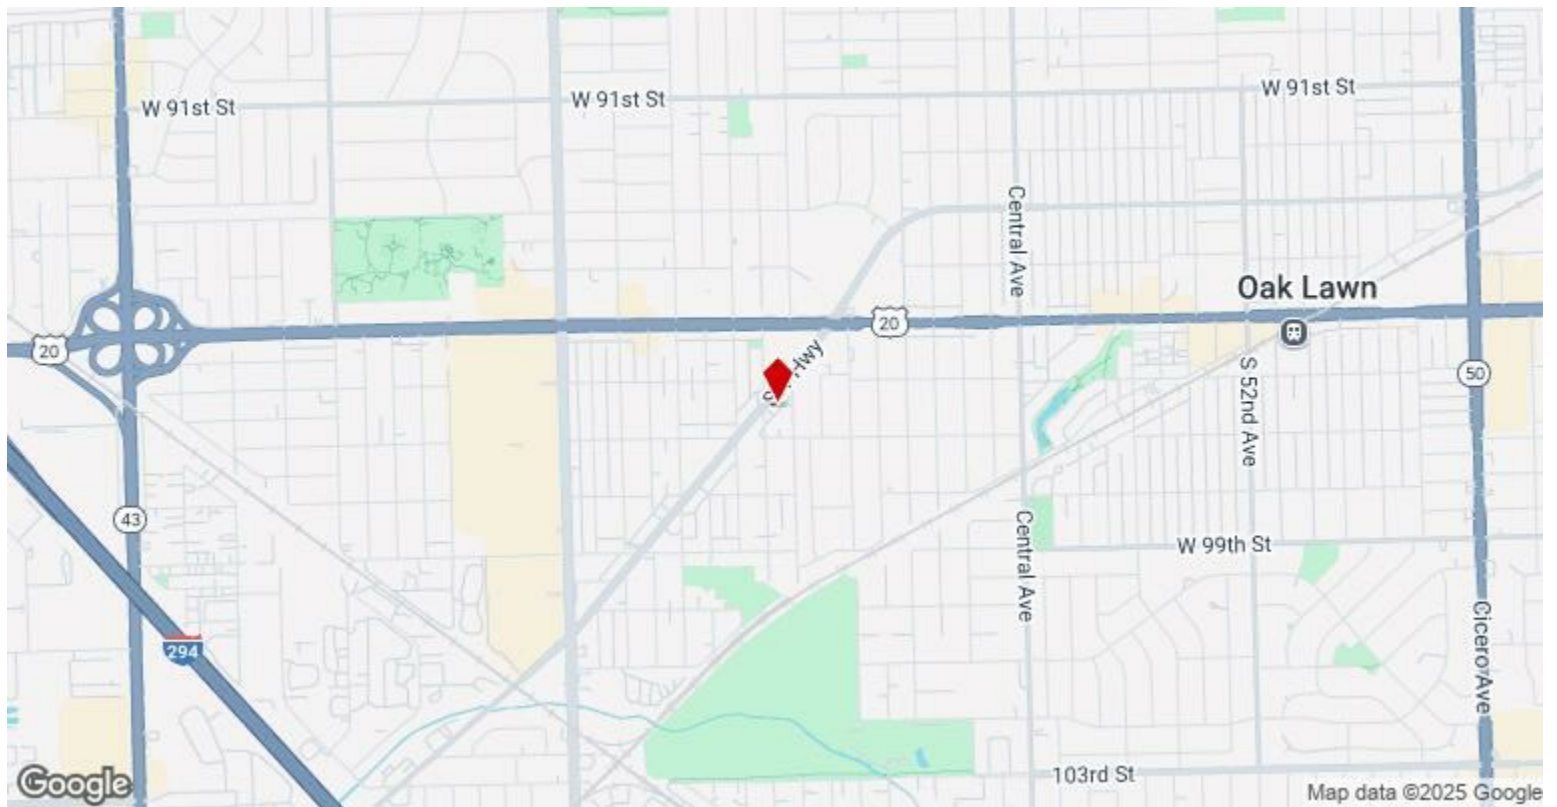 W 91st St
W 91st St
W 91st St
Central Ave
Oak Lawn
20
20
Hwy
S 52nd Ave
50
43
W 99th St
Central Ave
Cicero Ave
294
103rd St
Google
Map data ©2025 Google